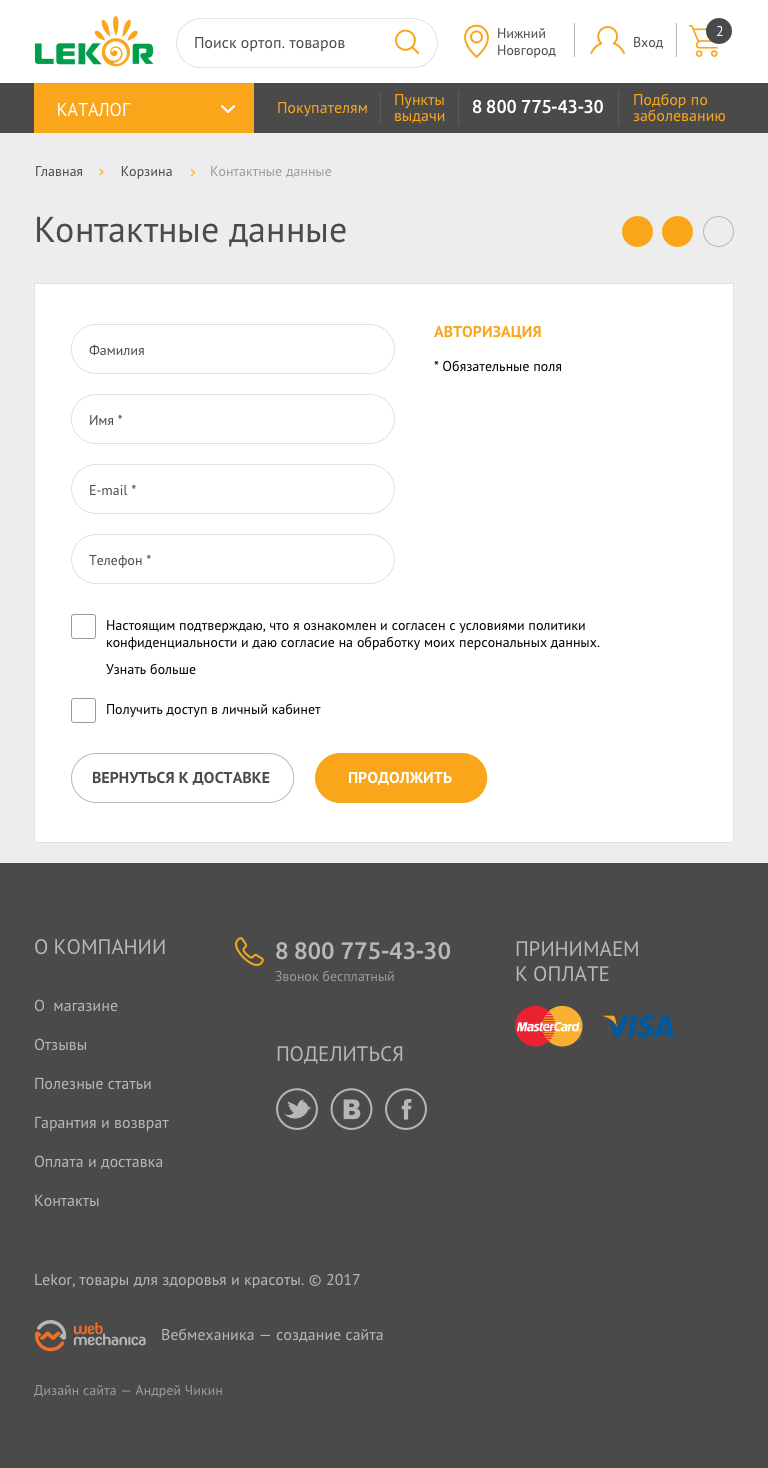 LEKOR
Поиск ортоп. товаров
Нижний
Новгород
Вход
2
КАТАЛОГ
Покупателям
Пункты
выдачи
8 800 775-43-30
Подбор по
заболеванию
Главная
Корзина
Контактные данные
Контактные данные
Фамилия
Имя *
E-mail *
Телефон *
АВТОРИЗАЦИЯ
* Обязательные поля
Настоящим подтверждаю, что я ознакомлен и согласен с условиями политики
конфиденциальности и даю согласие на обработку моих персональных данных.
Узнать больше
Получить доступ в личный кабинет
ВЕРНУТЬСЯ К ДОСТАВКЕ
ПРОДОЛЖИТЬ
О КОМПАНИИ
О магазине
Отзывы
Полезные статьи
Гарантия и возврат
Оплата и доставка
Контакты
8 800 775-43-30
Звонок бесплатный
ПОДЕЛИТЬСЯ
B
f
ПРИНИМАЕМ
К ОПЛАТЕ
MasterCard
VISA
Lekor, товары для здоровья и красоты. © 2017
web
mechanica
Вебмеханика — создание сайта
Дизайн сайта — Андрей Чикин